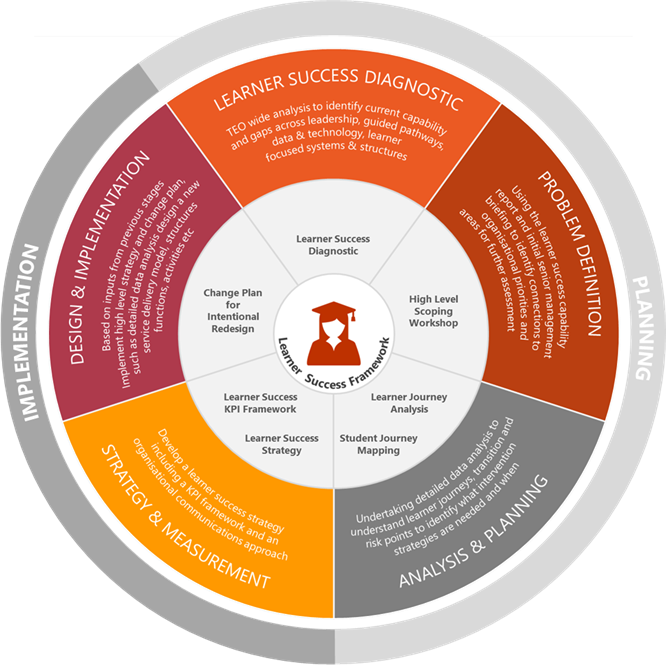 LEARNER SUCCESS DIAGNOSTIC
TEO wide analysis to identify current capability
and gaps across leadership, guided pathways,
data & technology, learner
focused systems & structures
PROBLEM DEFINITION
Using the learner success capability
report and initial senior management
briefing to identify connections to
organisational priorities and
areas for further assessment
ANALYSIS & PLANNING
Undertaking detailed data analysis to
understand learner journeys, transition and
risk points to identify what intervention
strategies are needed and when
STRATEGY & MEASUREMENT
Develop a learner success strategy
including a KPI framework and an
organisational communications approach
DESIGN & IMPLEMENTATION
Based on inputs from previous stages
Implement high level strategy and change plan,
such as detailed data analysis design a new
service delivery model, structures
functions, activities etc
PLANNING
IMPLEMENTATION
Learner Success
Diagnostic
High Level
Scoping
Workshop
Learner Journey
Analysis
Student Journey
Mapping
Learner Success
Strategy
Learner Success
KPI Framework
Change Plan
for
Intentional
Redesign
Learner Success Framework